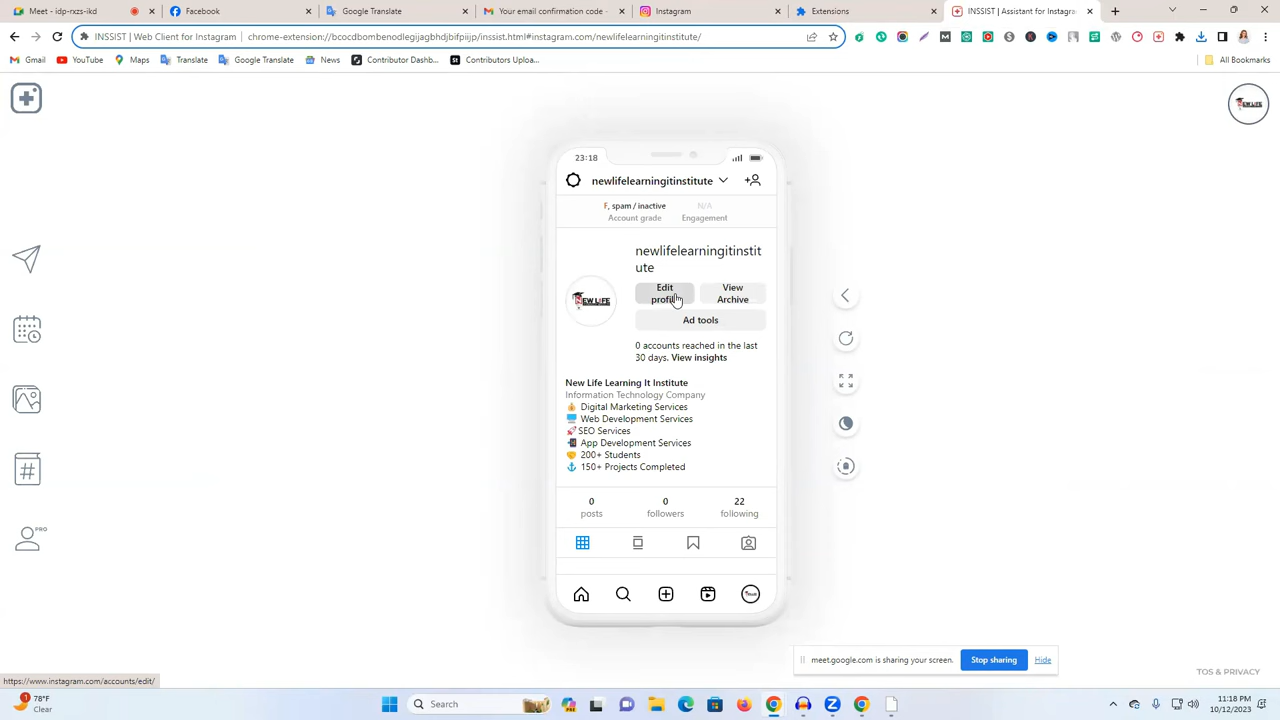 Meet - idp-rxzs-ikd
Facebook
Google Translate
Your email confirmation code -
Instagram
Extensions
INSSIST | Assistant for Instagram
INSSIST | Web Client for Instagram
chrome-extension://bcocdbombenodlegijagbhdjbifpiijp/inssist.html#instagram.com/newlifelearningitinstitute/
Gmail
YouTube
Maps
Translate
Google Translate
News
Contributor Dashb...
Contributors Uploa...
All Bookmarks
NEW LIFE
23:18
newlifelearningitinstitute
F, spam / inactive
N/A
Account grade
Engagement
newlifelearningitinstit
ute
NEW LIFE
Edit
profile
View
Archive
Ad tools
0 accounts reached in the last
30 days. View insights
New Life Learning It Institute
Information Technology Company
Digital Marketing Services
Web Development Services
SEO Services
App Development Services
200+ Students
150+ Projects Completed
0
0
22
posts
followers
following
PRO
meet.google.com is sharing your screen.
Stop sharing
Hide
TOS & PRIVACY
https://www.instagram.com/accounts/edit/
1
78°F
Clear
Search
11:18 PM
10/12/2023